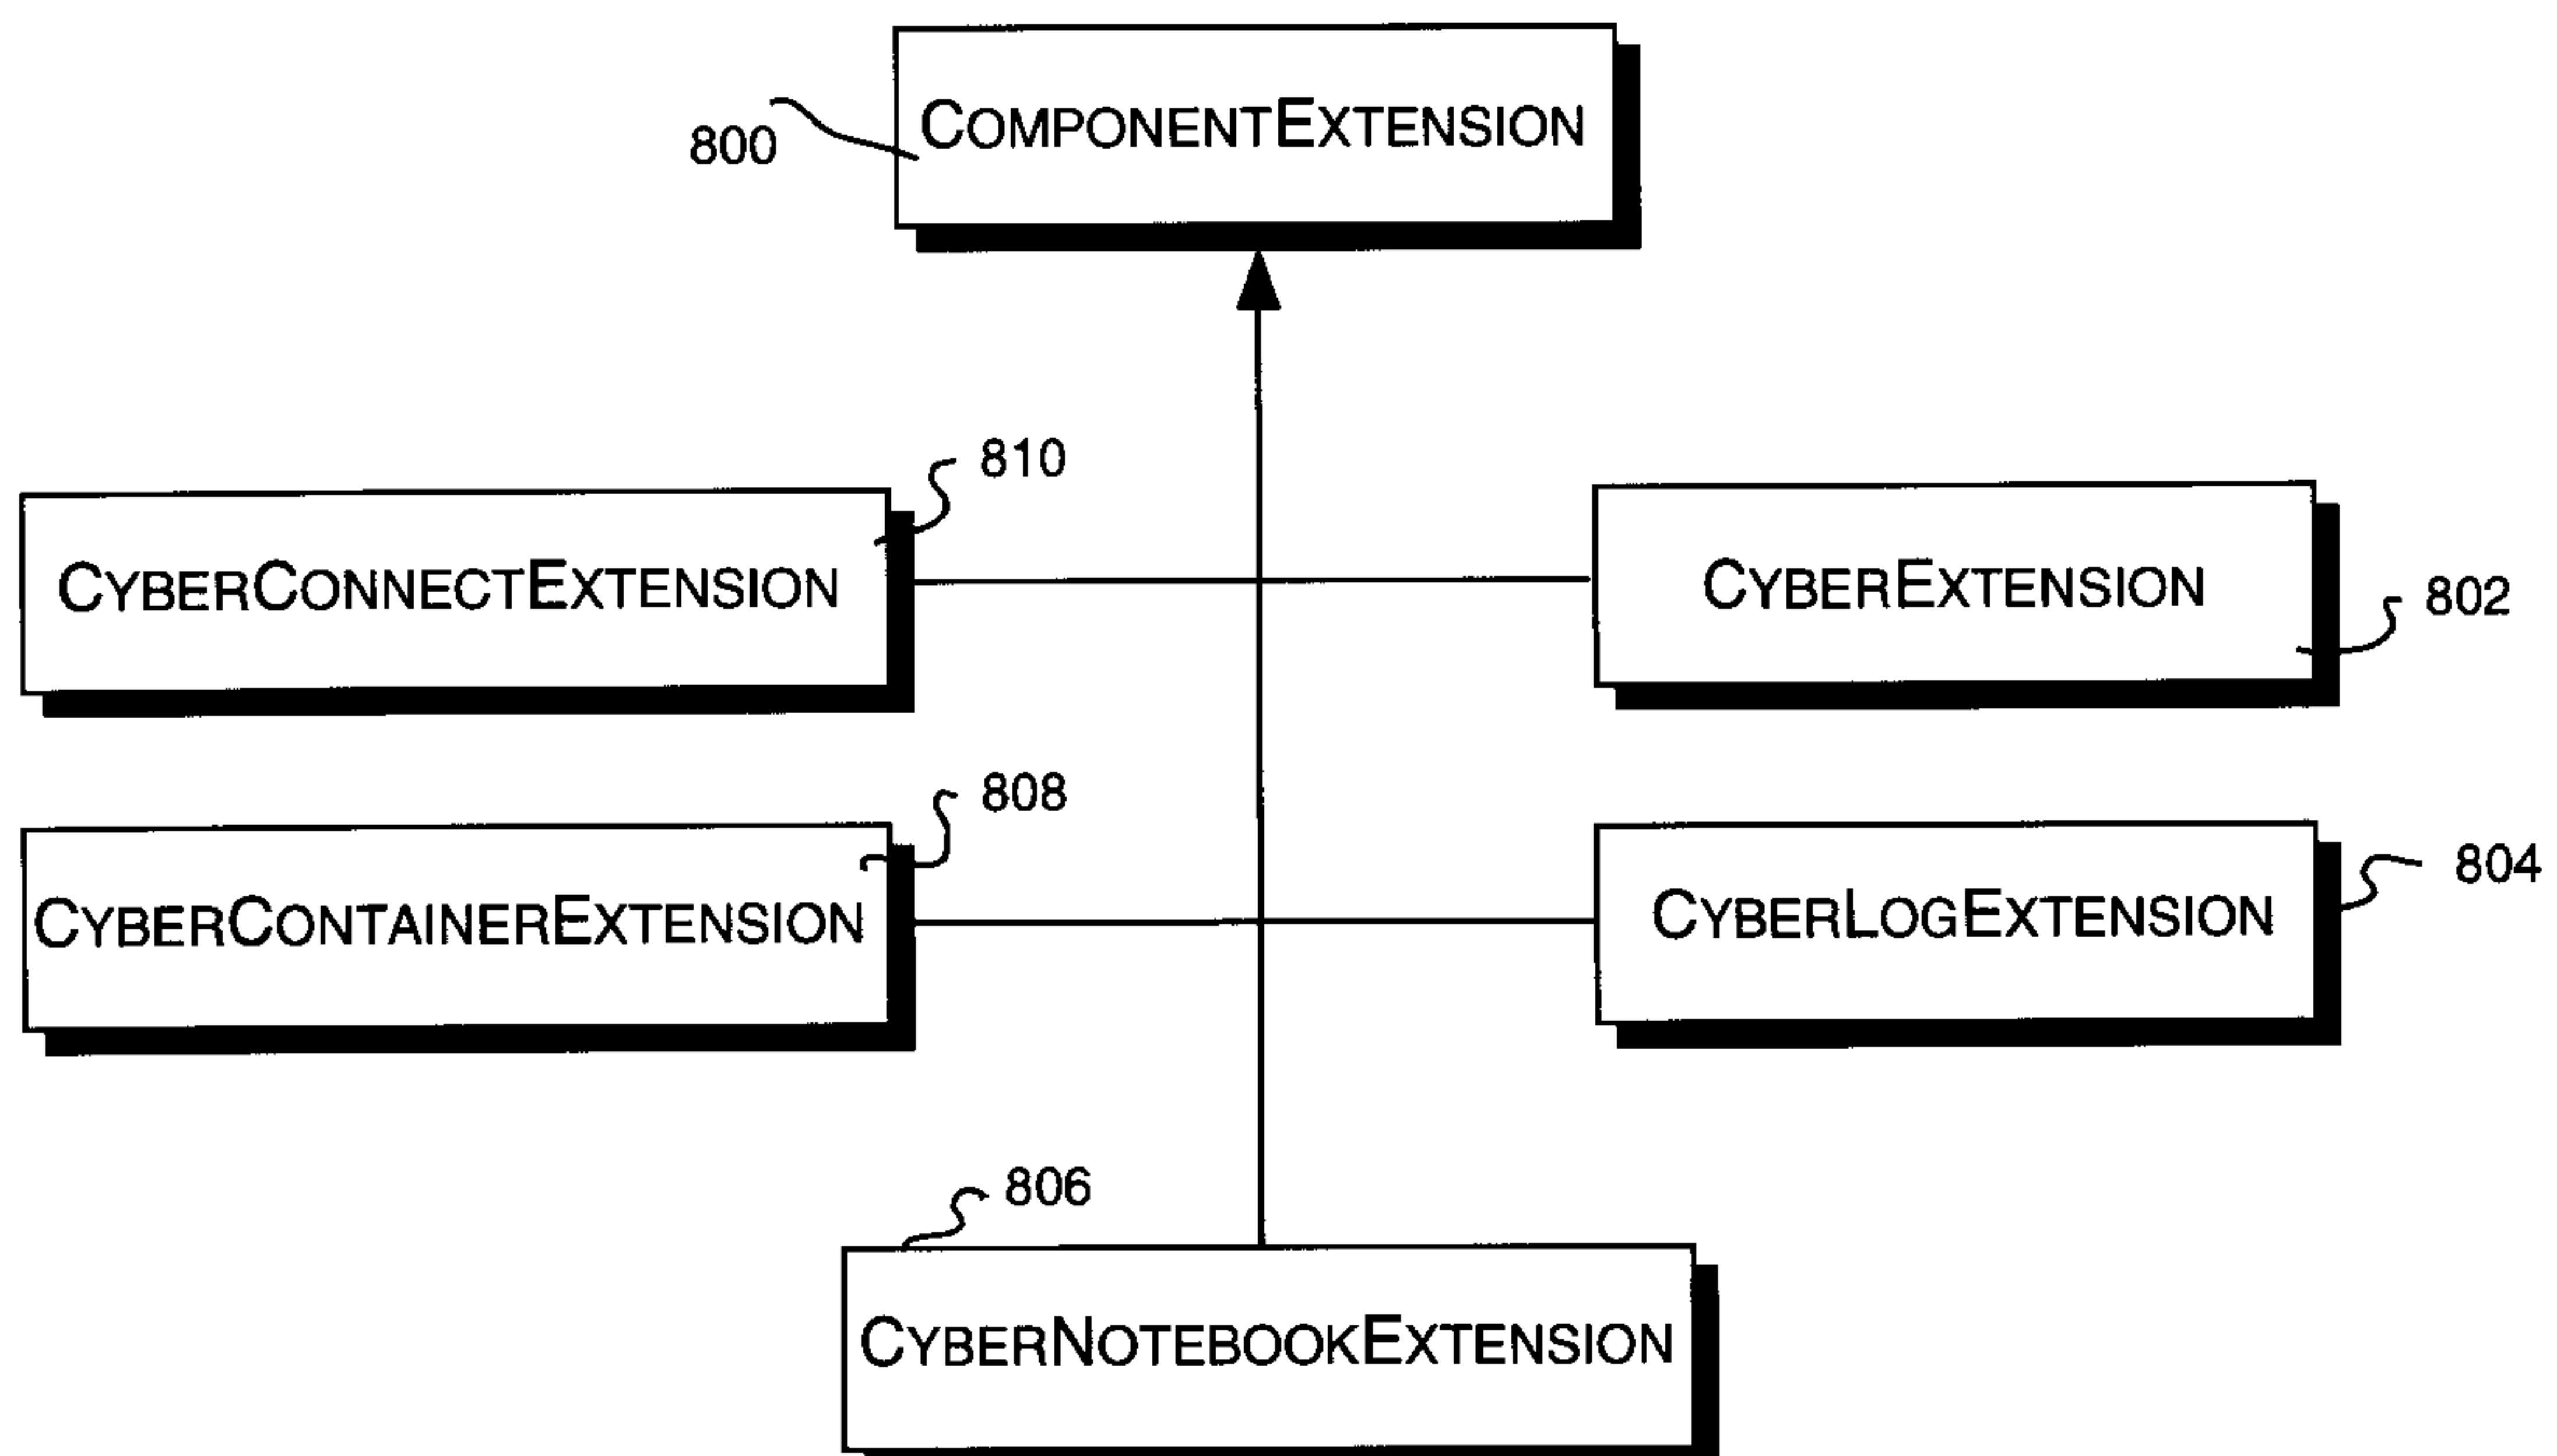 800
COMPONENTEXTENSION
810
CYBERCONNECTEXTENSION
CYBEREXTENSION
802
808
CYBERCONTAINEREXTENSION
CYBERLOGEXTENSION
804
806
CYBERNOTEBOOKEXTENSION